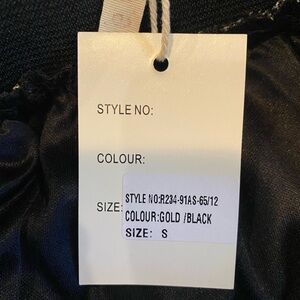 STYLE NO:
COLOUR:
SIZE:
STYLE NO:R234-91AS-65/12
COLOUR:GOLD /BLACK
SIZE: S